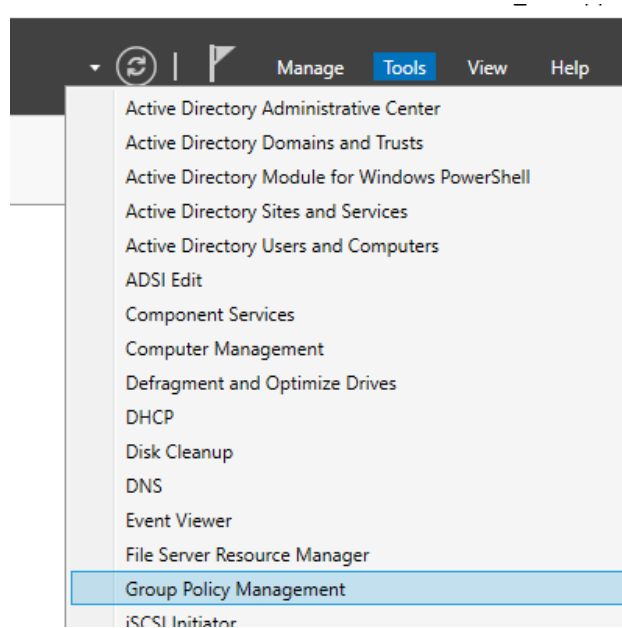 Manage Tools View Help
Active Directory Administrative Center
Active Directory Domains and Trusts
Active Directory Module for Windows PowerShell
Active Directory Sites and Services
Active Directory Users and Computers
ADSI Edit
Component Services
Computer Management
Defragment and Optimize Drives
DHCP
Disk Cleanup
DNS
Event Viewer
File Server Resource Manager
Group Policy Management
iSCSI Initiator